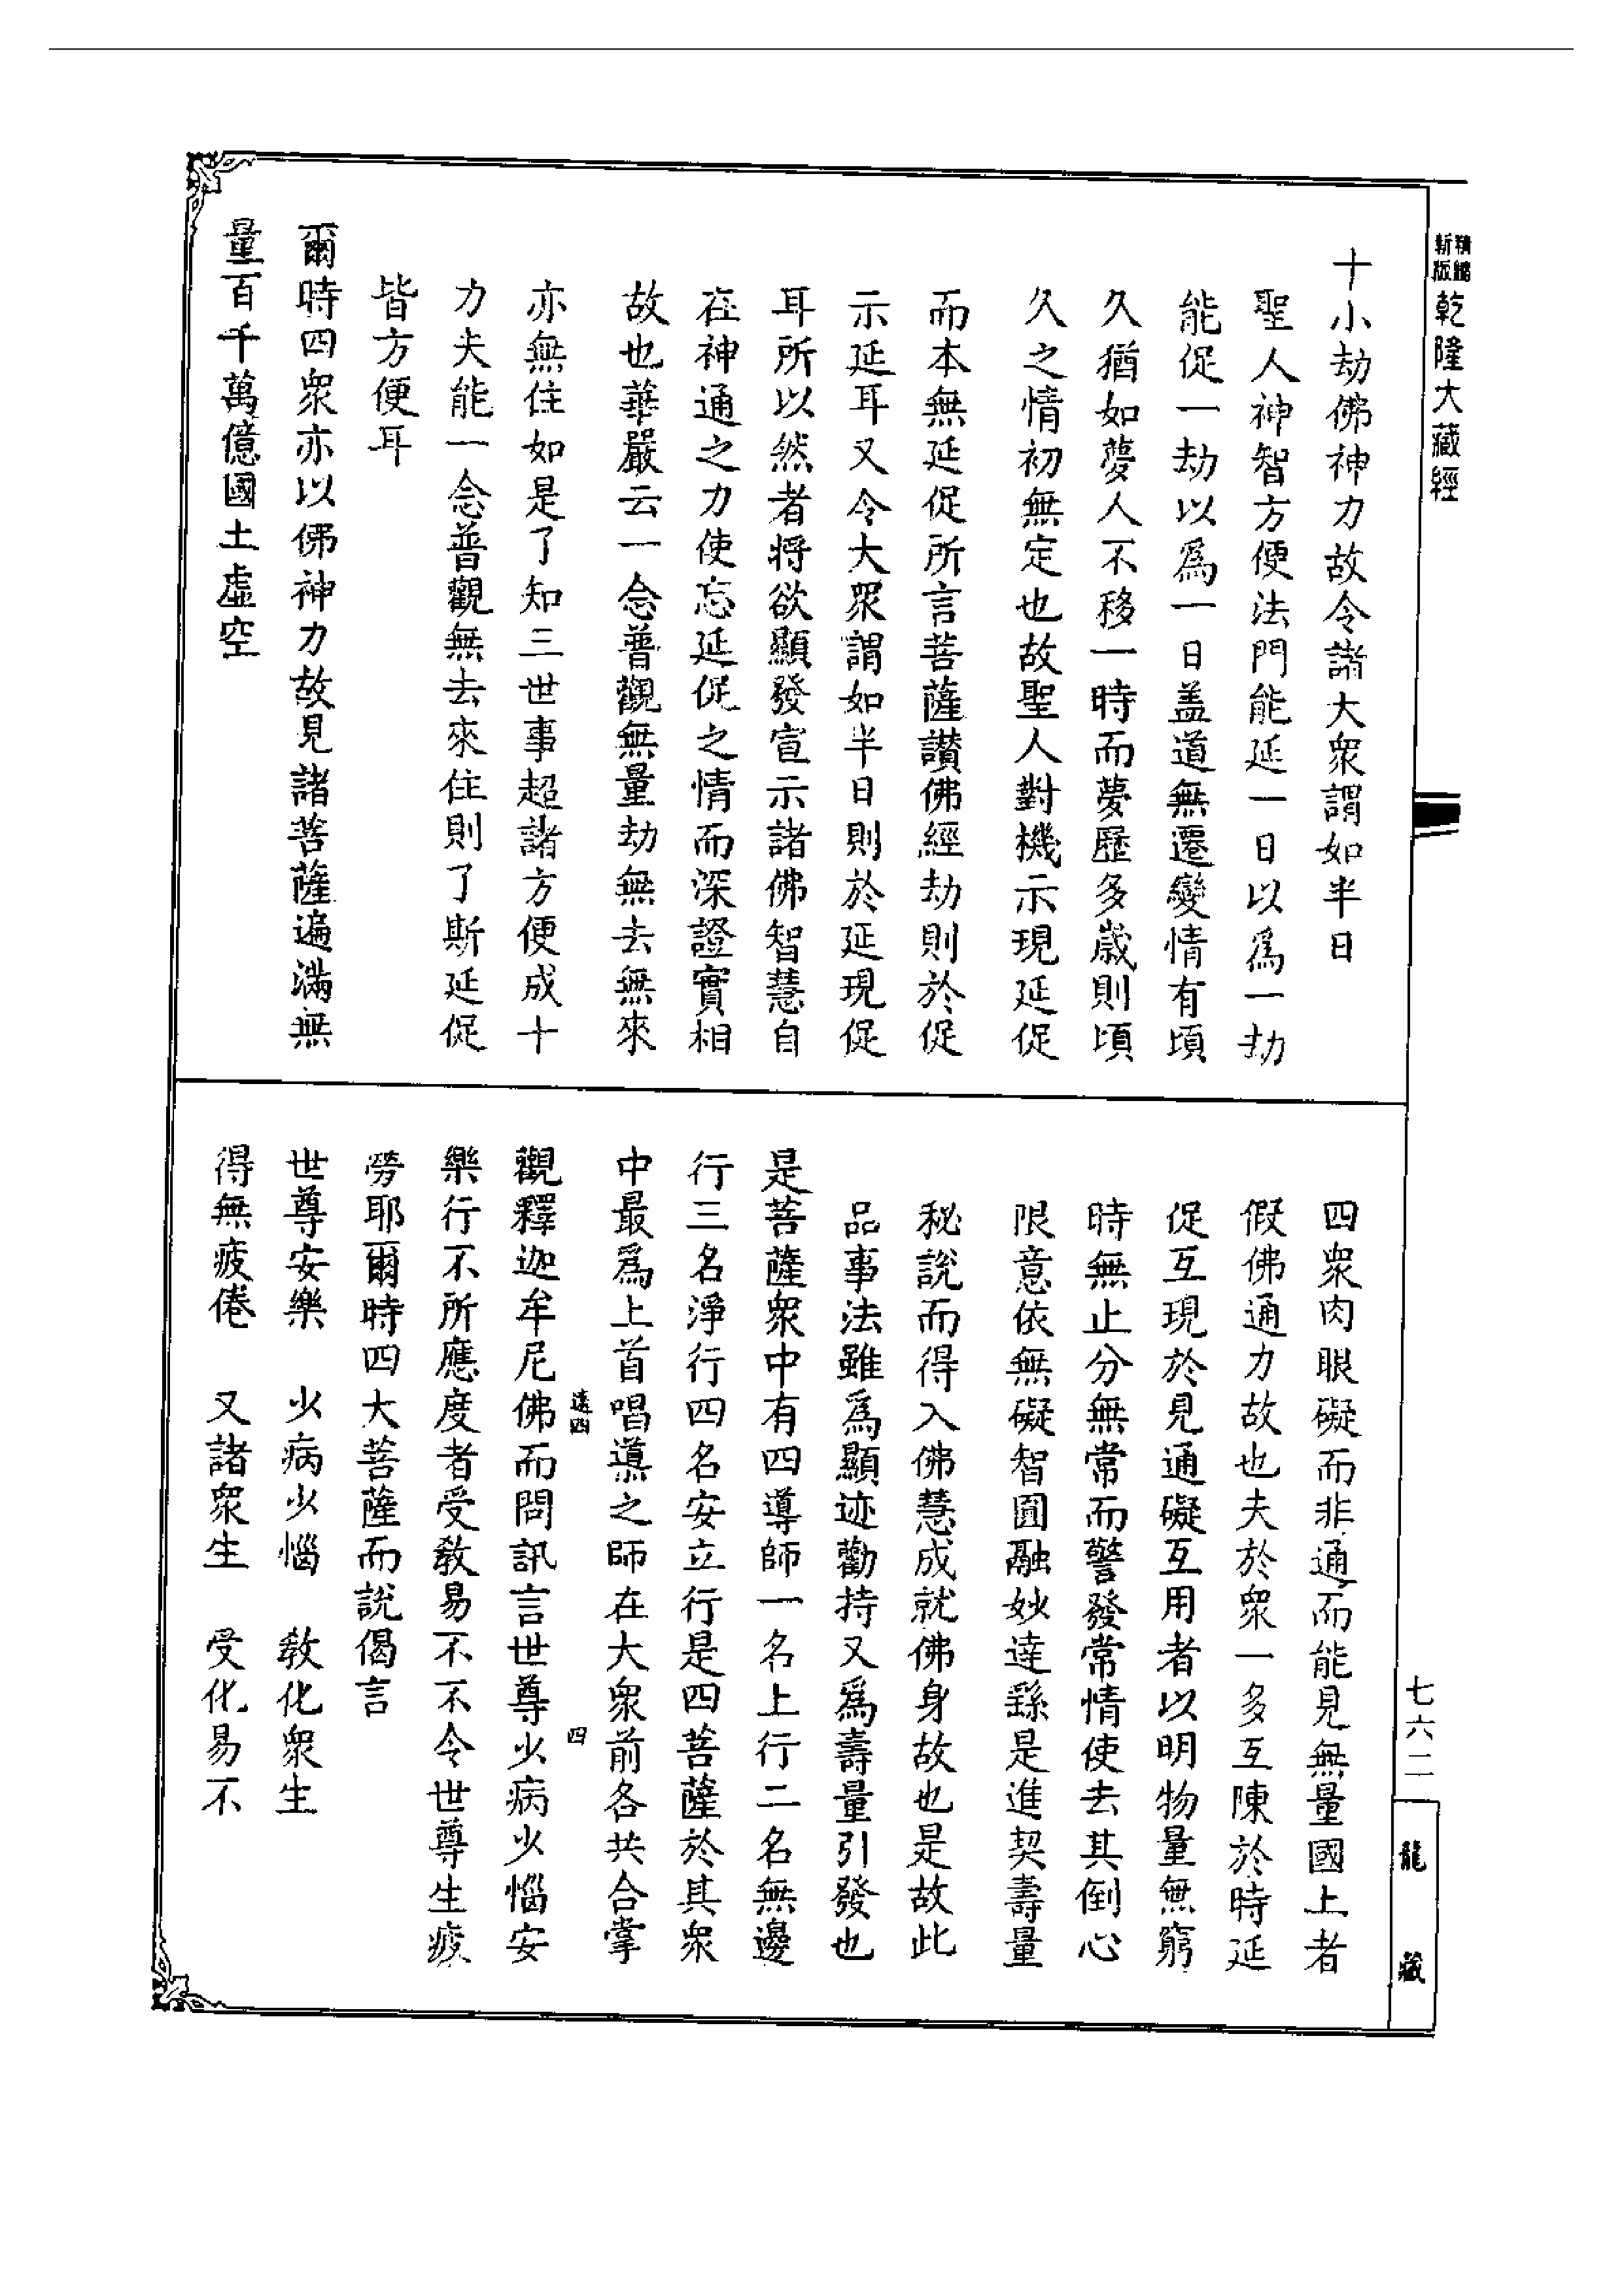 新版精縮乾隆大藏經
十小劫佛神力故令諸大衆謂如半日
聖人神智方便法門能延一日以爲一劫
能促一劫以爲一日盖道無遷變情有頃
久猶如夢人不移一時而夢歷多歲則頃
久之情初無定也故聖人對機示現延促
而本無延促所言菩薩讃佛經劫則於促
示延耳又令大衆謂如半日則於延現促
耳所以然者將欲顯發宣示諸佛智慧自
在神通之力使忘延促之情而深證實相
故也華嚴云一念普觀無量劫無去無來
亦無住如是了知三世事超諸方便成十
力夫能一念普觀無去來住則了斯延促
皆方便耳
爾時四衆亦以佛神力故見諸菩薩遍滿無
量百千萬億國土虛空
四衆肉眼礙而非通而能見無量國土者
假佛通力故也夫於衆一多互陳於時延
促互現於見通礙互用者以明物量無窮
時無止分無常而警發常情使去其倒心
限意依無礙智圓融妙達繇是進契壽量
秘說而得入佛慧成就佛身故也是故此
品事法雖爲顯迹勸持又爲壽量引發也
是菩薩衆中有四導師一名上行二名無邊
行三名淨行四名安立行是四菩薩於其衆
中最爲上首唱導之師在大衆前各共合掌
遠四
四
觀釋迦牟尼佛而問訊言世尊少病少惱安
樂行不所應度者受教易不不令世尊生疲
勞耶爾時四大菩薩而說偈言
世尊安樂 少病少惱 教化衆生
得無疲倦 又諸衆生 受化易不
七六二
龍藏